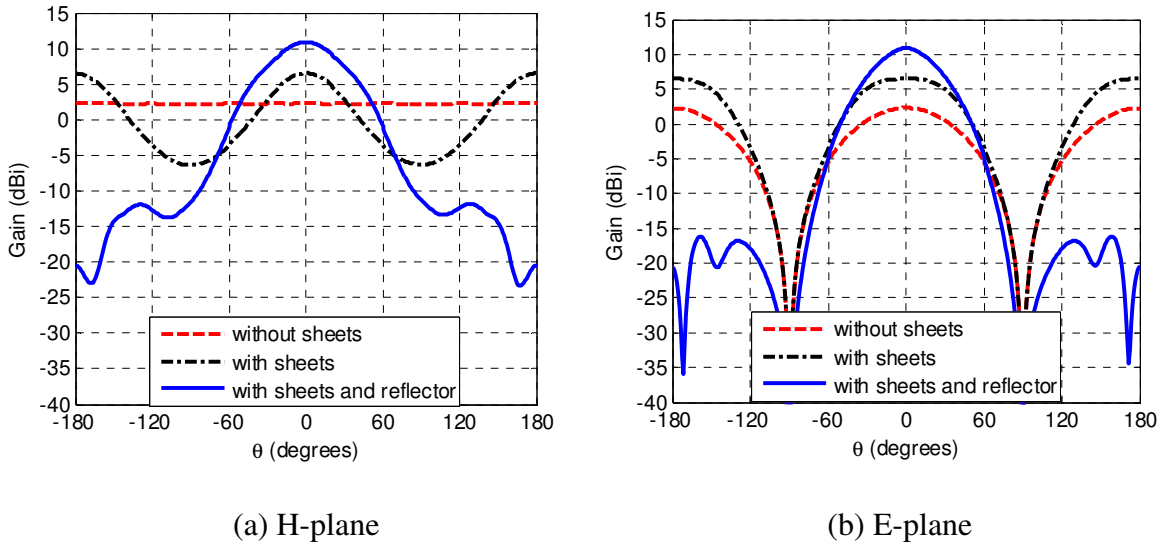 15
10
5
0
-5
-10
-15
-20
-25
-30
-35
-40
Gain (dBi)
without sheets
with sheets
with sheets and reflector
-180 -120 -60 0 60 120 180
θ (degrees)
(a) H-plane
15
10
5
0
-5
-10
-15
-20
-25
-30
-35
-40
Gain (dBi)
without sheets
with sheets
with sheets and reflector
-180 -120 -60 0 60 120 180
θ (degrees)
(b) E-plane